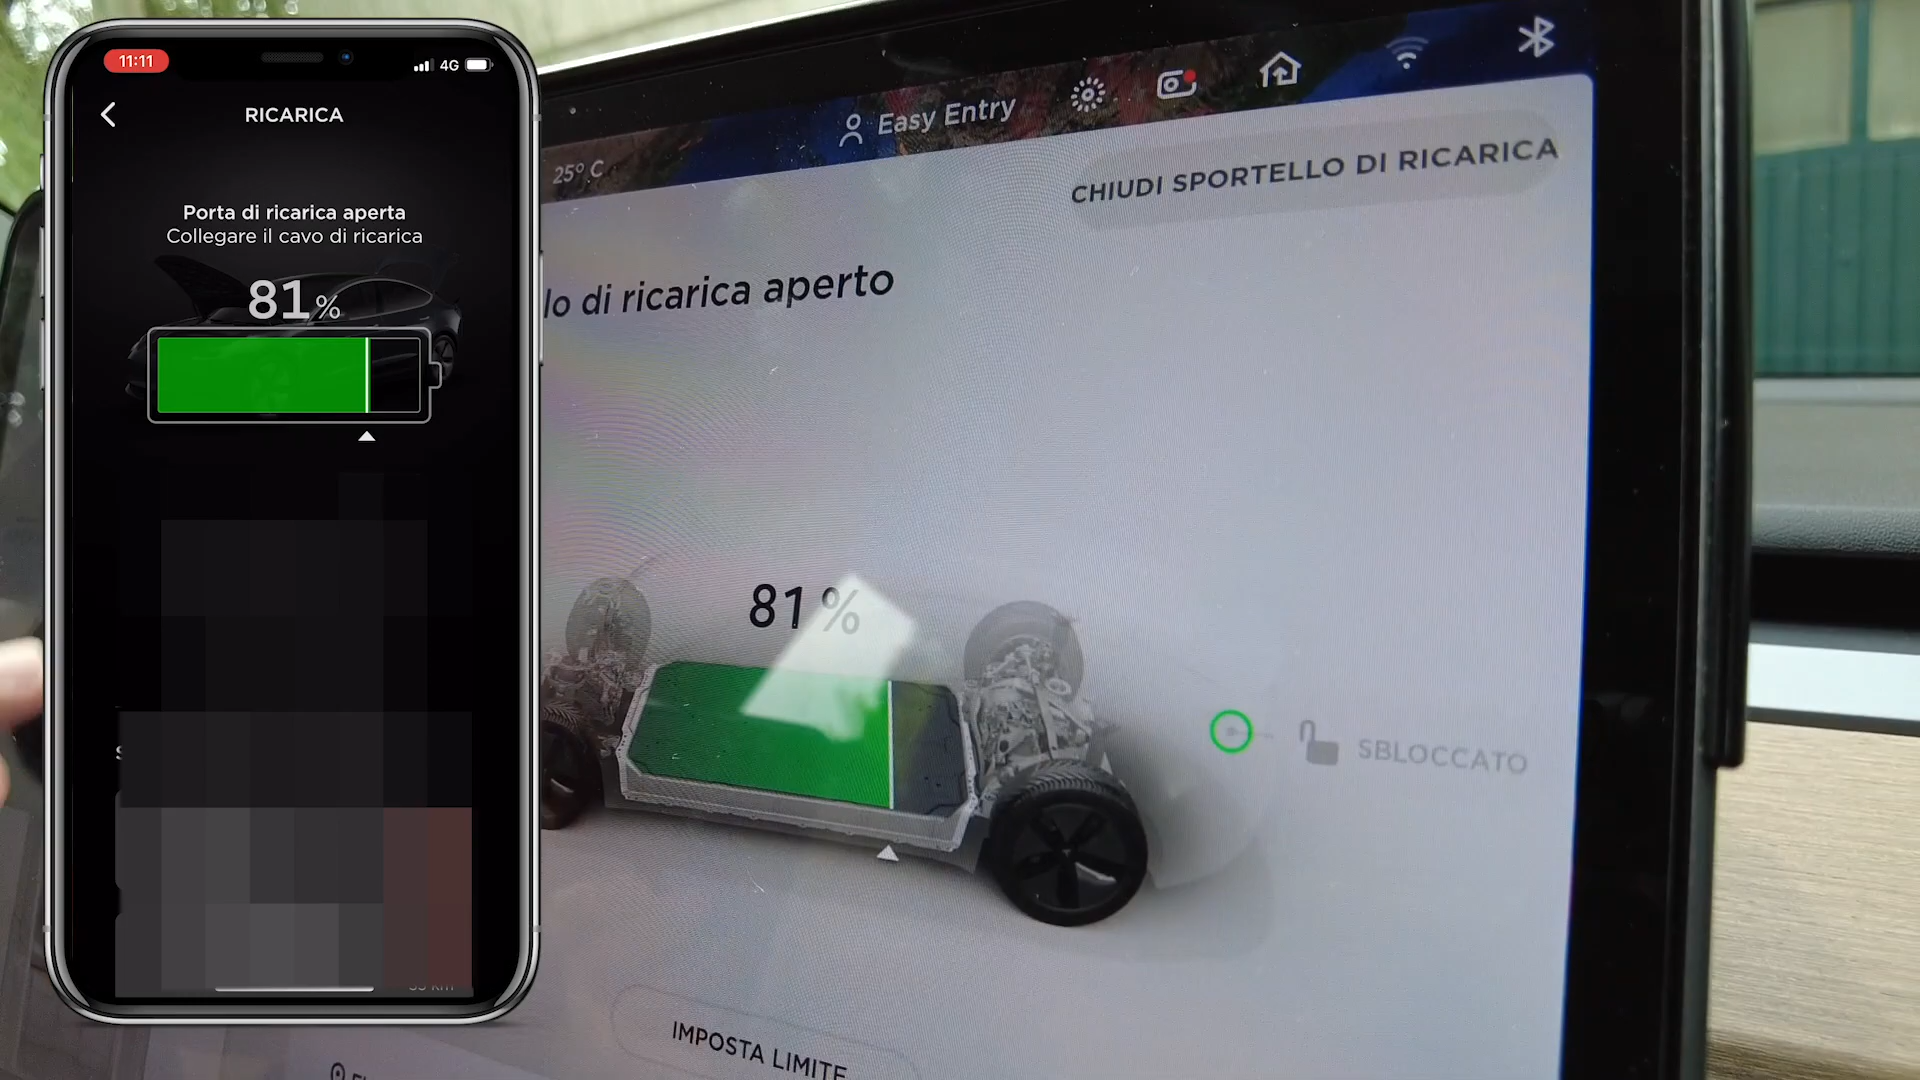 11:11
4G
RICARICA
Porta di ricarica aperta
Collegare il cavo di ricarica
81%
25° C
Easy Entry
CHIUDI SPORTELLO DI RICARICA
lo di ricarica aperto
81 %
SBLOCCATO
IMPOSTA LIMITE